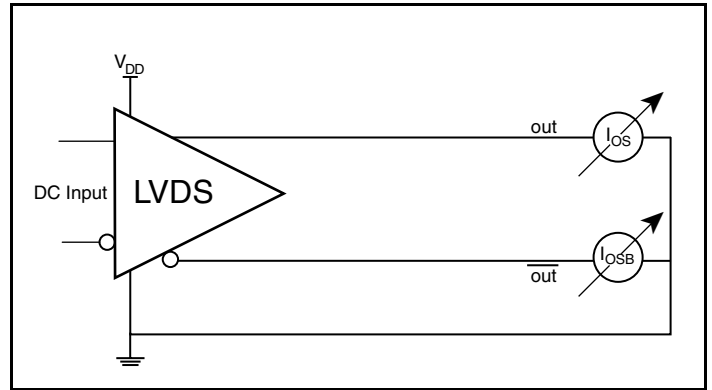 VDD
out
IOS
DC Input
LVDS
out
IOSB